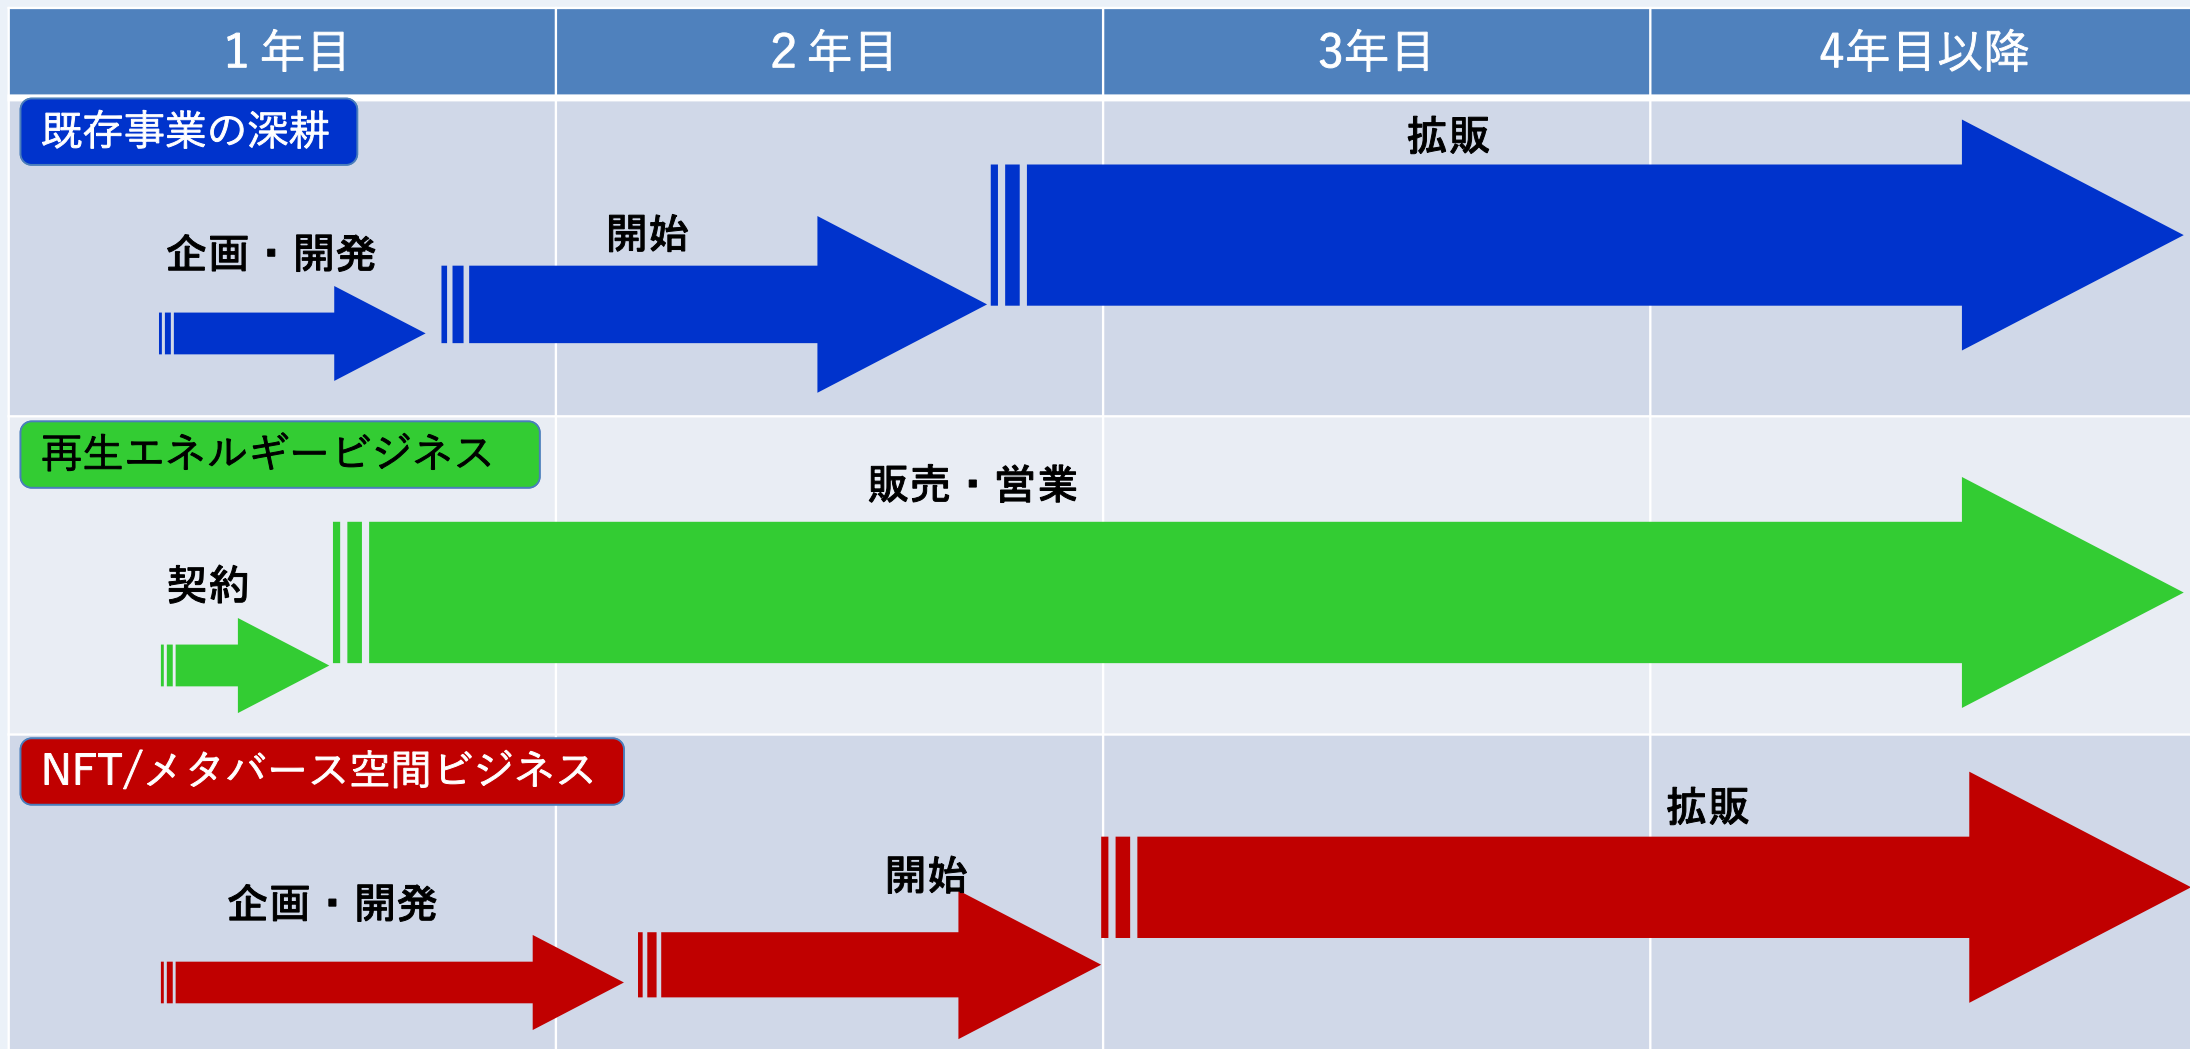 1 年目
2 年目
3年目
4年目以降
既存事業の深耕
企画・開発
開始
拡販
再生エネルギービジネス
契約
販売・営業
NFT/メタバース空間ビジネス
企画・開発
開始
拡販